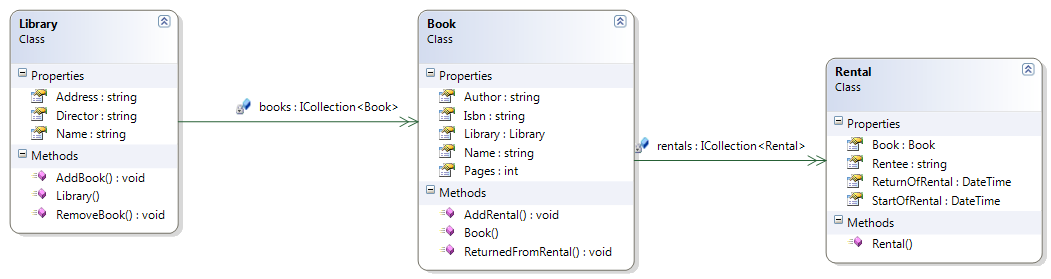 Library
Class
Properties
Address : string
Director : string
Name : string
Methods
AddBook() : void
Library()
RemoveBook() : void
books : ICollection<Book>
Book
Class
Properties
Author : string
Isbn : string
Library : Library
Name : string
Pages : int
Methods
AddRental() : void
Book()
ReturnedFromRental() : void
rentals : ICollection<Rental>
Rental
Class
Properties
Book : Book
Rentee : string
ReturnOfRental : DateTime
StartOfRental : DateTime
Methods
Rental()